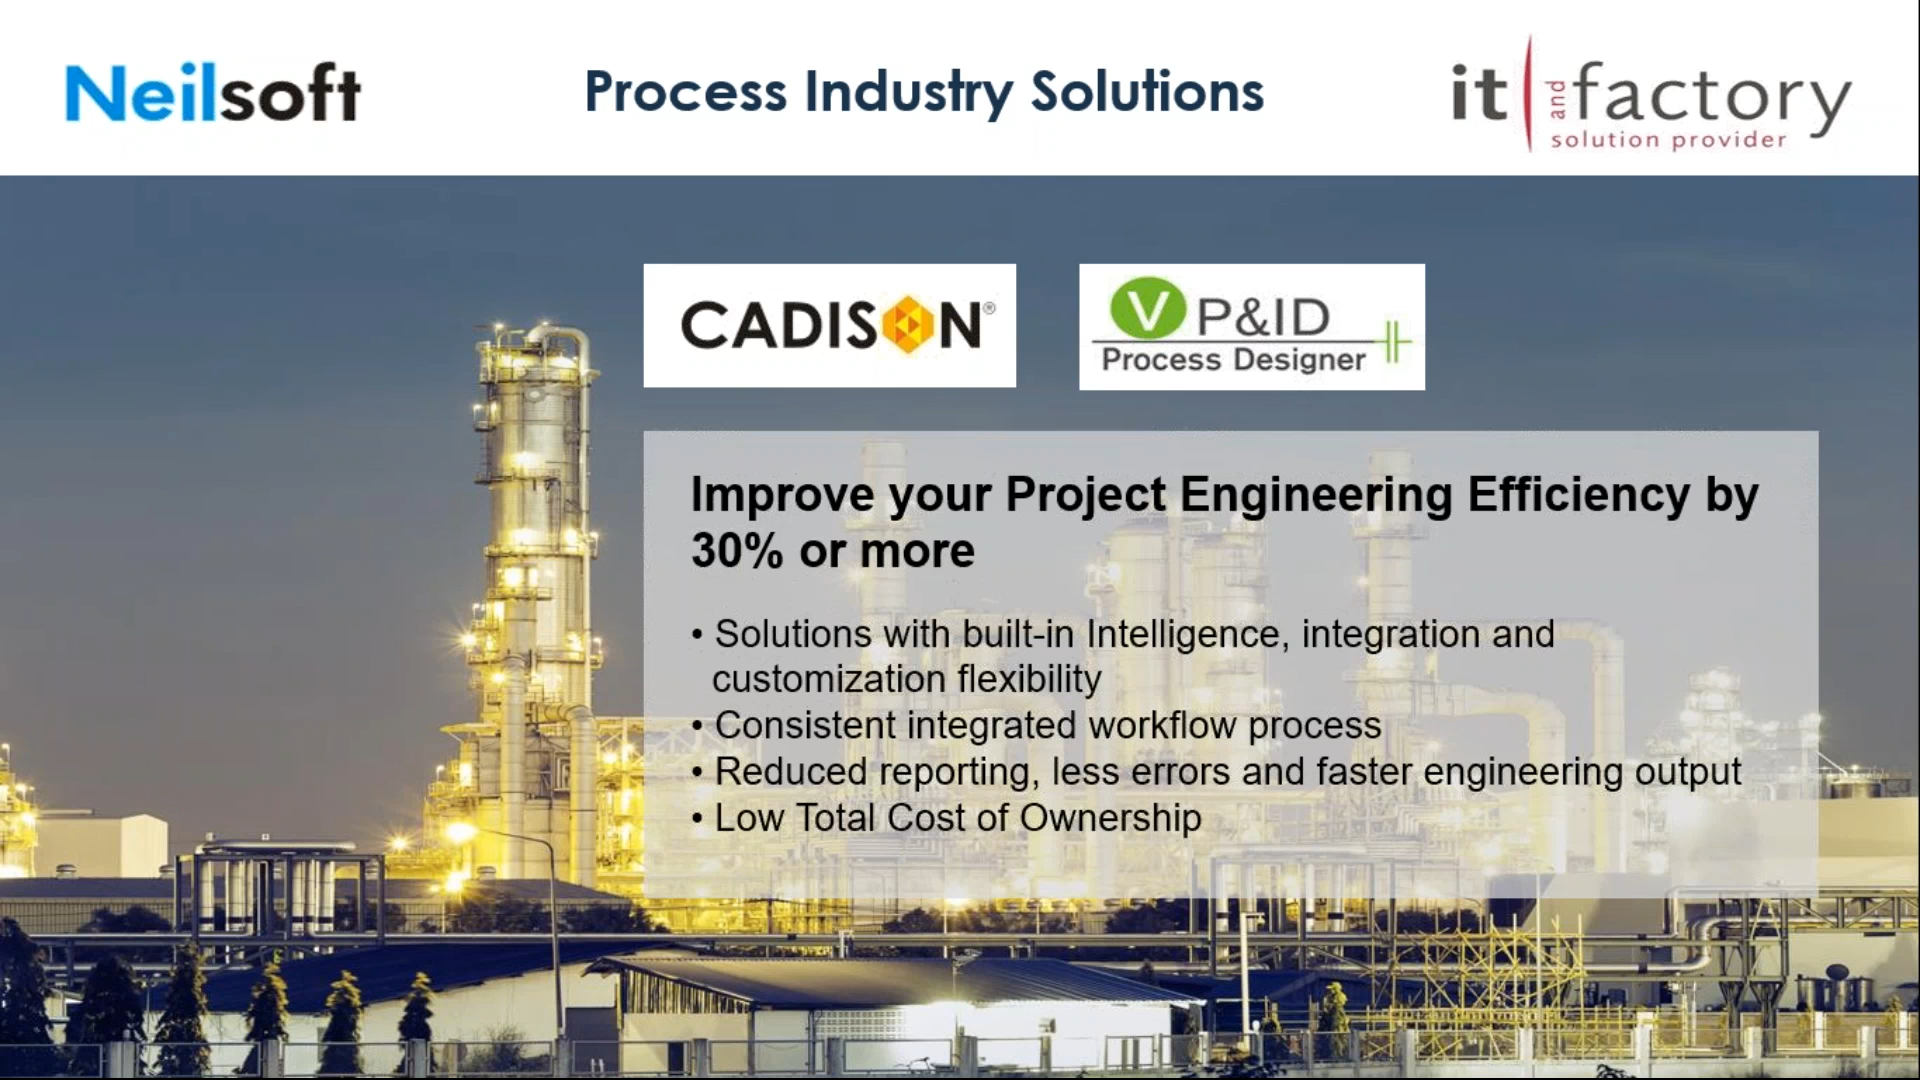 Neilsoft
Process Industry Solutions
it and factory
solution provider
CADISON®
V P&ID
Process Designer
Improve your Project Engineering Efficiency by
30% or more
• Solutions with built-in Intelligence, integration and
customization flexibility
• Consistent integrated workflow process
• Reduced reporting, less errors and faster engineering output
• Low Total Cost of Ownership